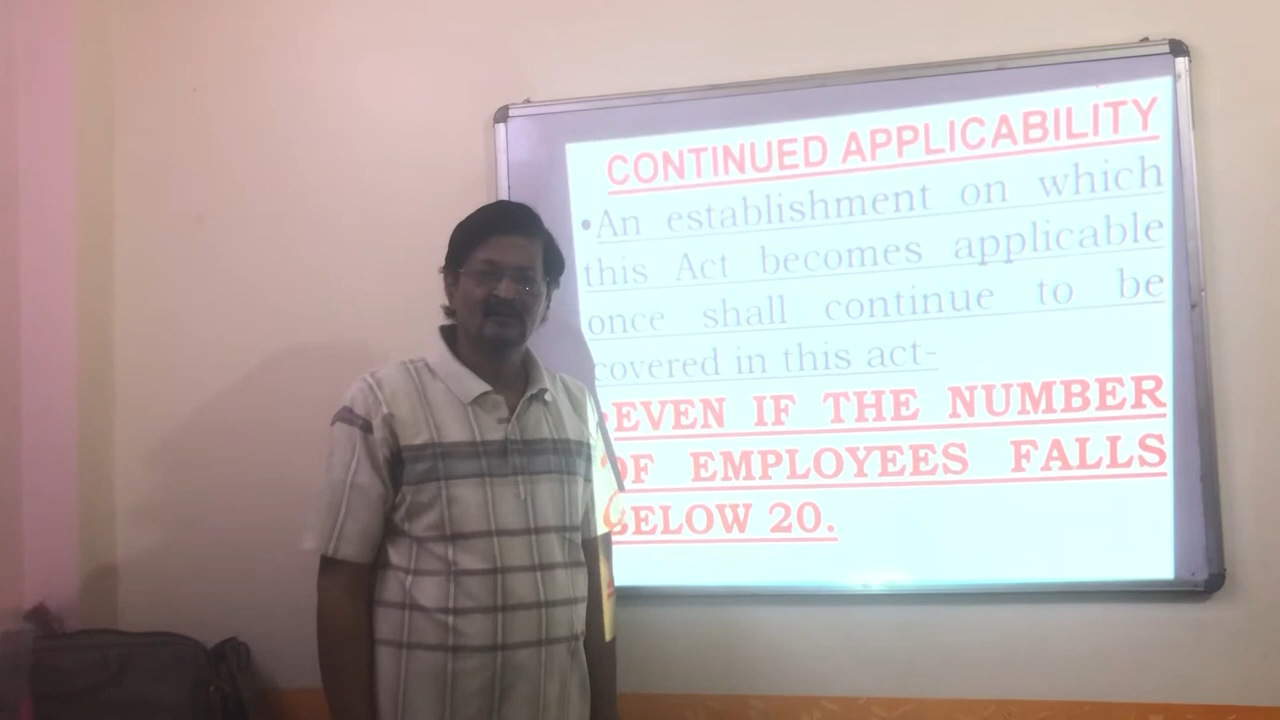 CONTINUED APPLICABILITY
•An establishment on which
this Act becomes applicable
once shall continue to be
covered in this act-
EVEN IF THE NUMBER
OF EMPLOYEES FALLS
BELOW 20.